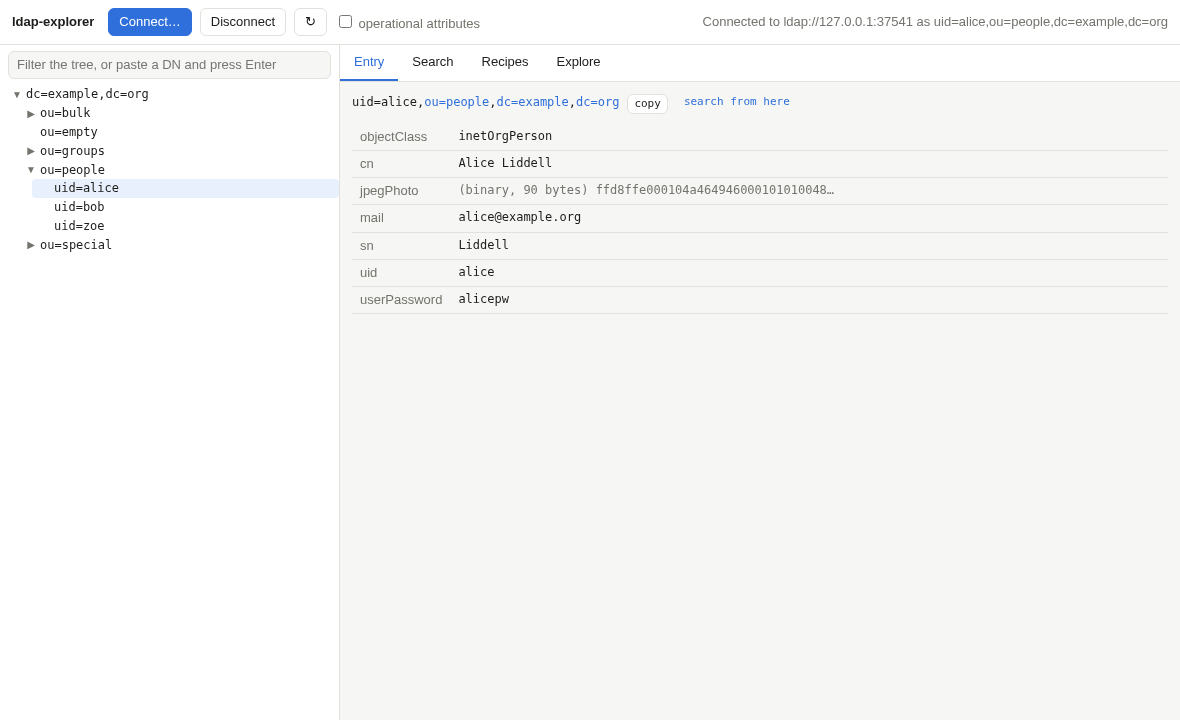 ldap-explorer Connect… Disconnect ↻ operational attributes Connected to ldap://127.0.0.1:37541 as uid=alice,ou=people,dc=example,dc=org
Filter the tree, or paste a DN and press Enter
▼ dc=example,dc=org
▶ ou=bulk
ou=empty
▶ ou=groups
▼ ou=people
uid=alice
uid=bob
uid=zoe
▶ ou=special
Entry Search Recipes Explore
uid=alice,ou=people,dc=example,dc=org copy search from here
objectClass inetOrgPerson
cn Alice Liddell
jpegPhoto (binary, 90 bytes) ffd8ffe000104a464946000101010048…
mail alice@example.org
sn Liddell
uid alice
userPassword alicepw